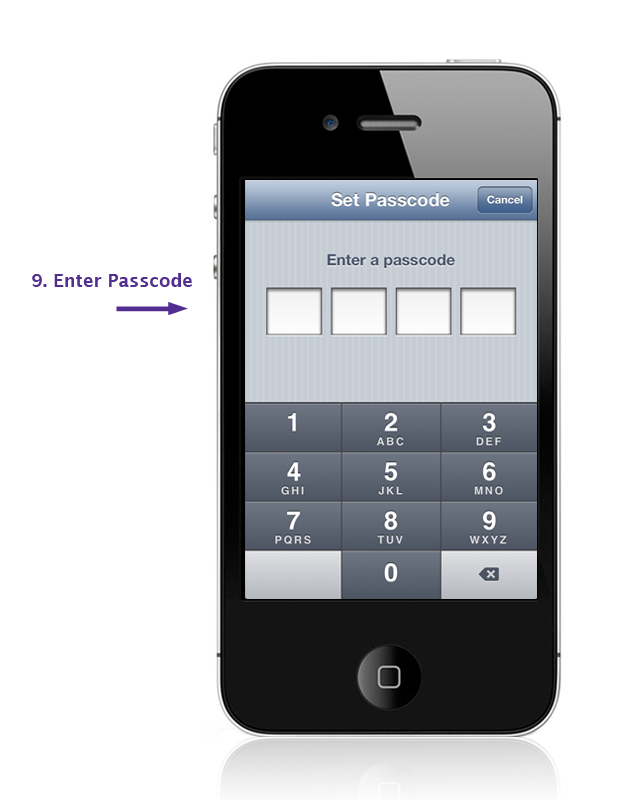 Set Passcode Cancel
9. Enter Passcode
Enter a passcode
1 2 3
ABC DEF
4 5 6
GHI JKL MNO
7 8 9
PQRS TUV WXYZ
0